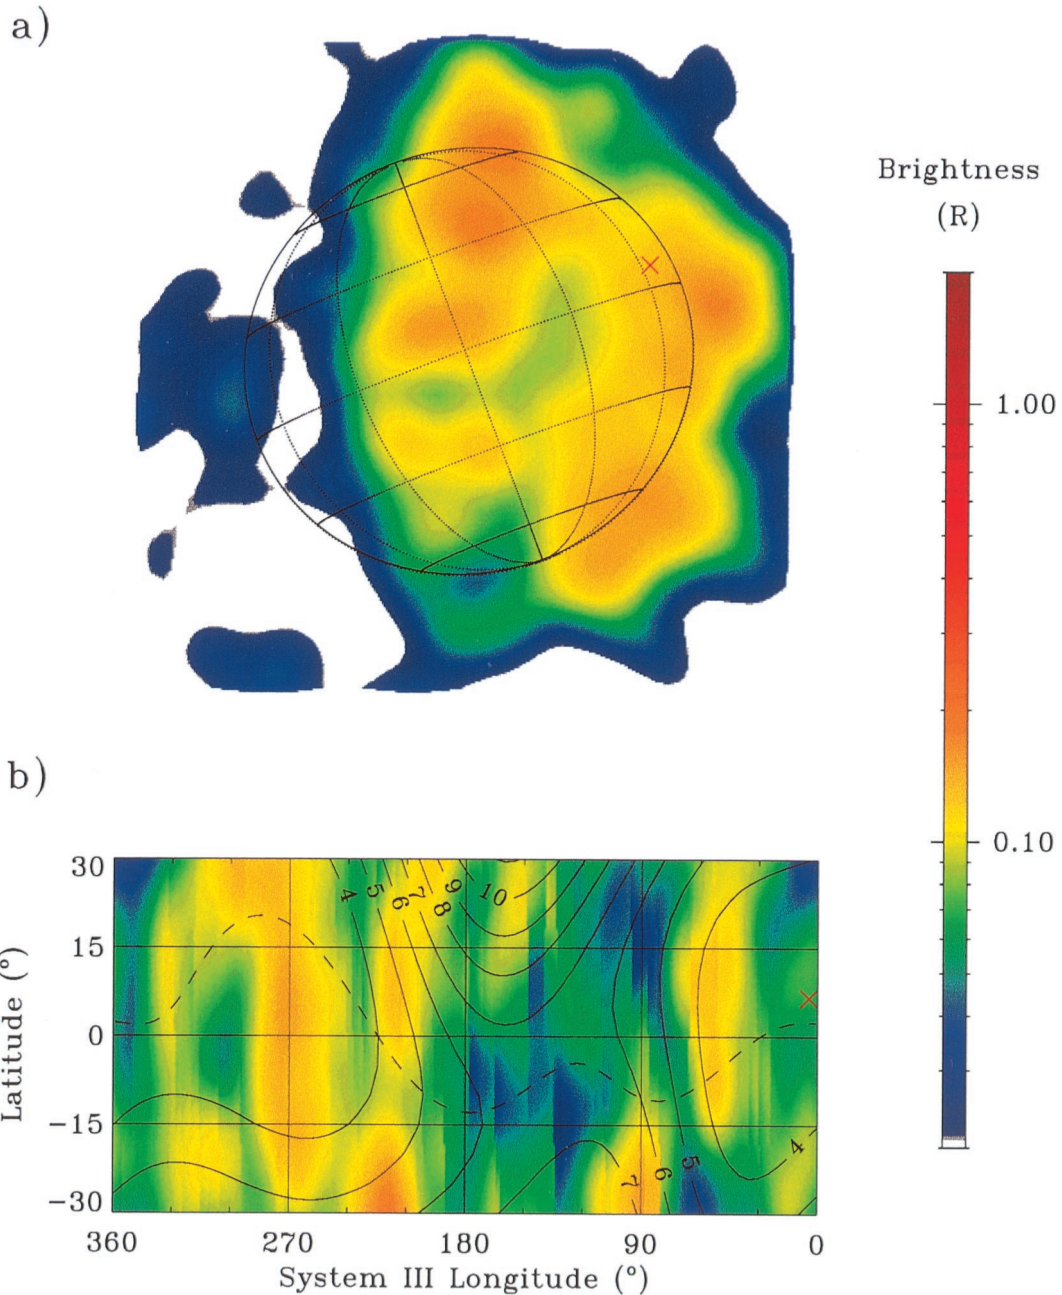 a)
Brightness
(R)
1.00
0.10
b)
30
15
0
−15
−30
4 5 6 7 8 9 10
7 6 5 4
360 270 180 90 0
Latitude (°)
System III Longitude (°)